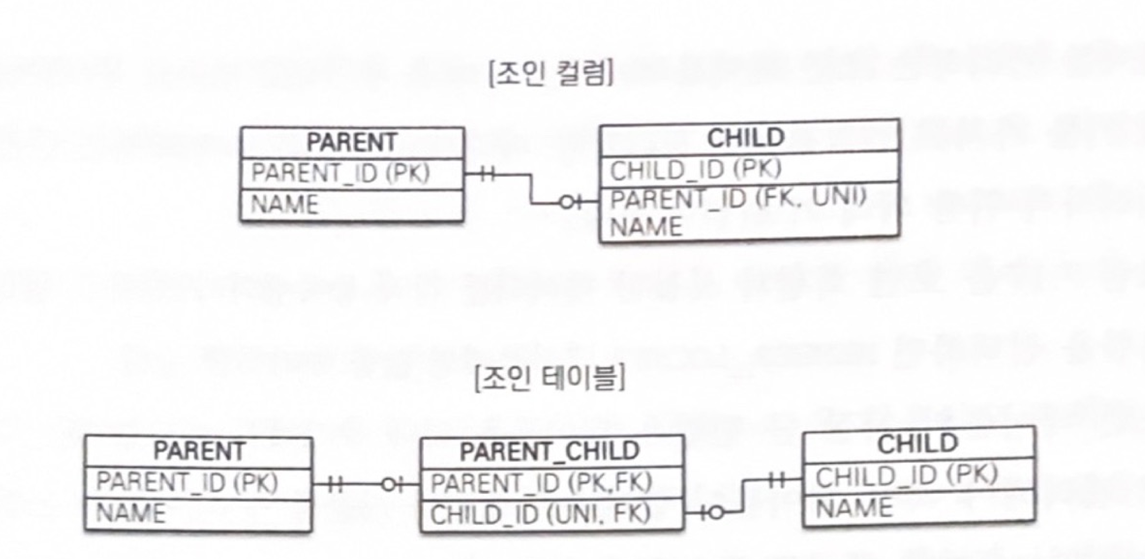 [조인 컬럼]
PARENT
PARENT_ID (PK)
NAME
CHILD
CHILD_ID (PK)
PARENT_ID (FK, UNI)
NAME
[조인 테이블]
PARENT
PARENT_ID (PK)
NAME
PARENT_CHILD
PARENT_ID (PK,FK)
CHILD_ID (UNI, FK)
CHILD
CHILD_ID (PK)
NAME